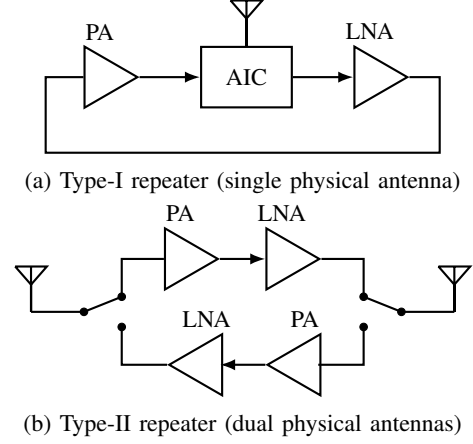 PA
LNA
AIC
(a) Type-I repeater (single physical antenna)
PA
LNA
LNA
PA
(b) Type-II repeater (dual physical antennas)